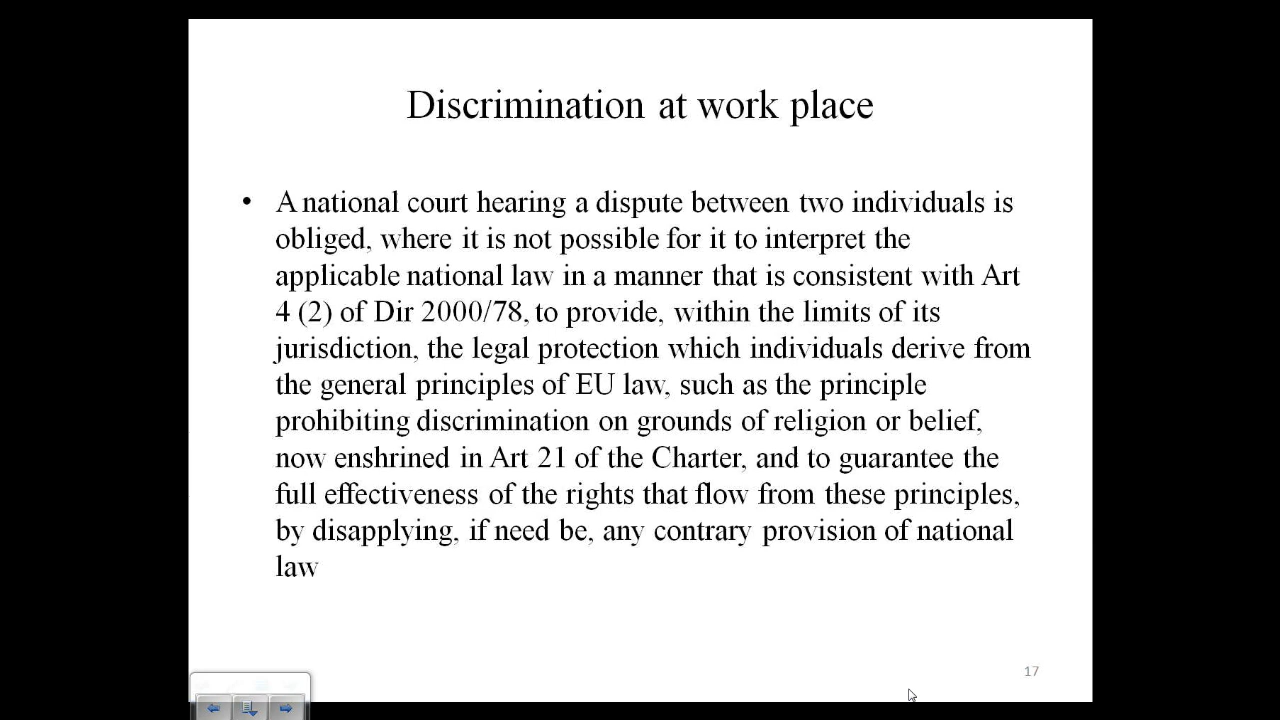 Discrimination at work place
• A national court hearing a dispute between two individuals is
obliged, where it is not possible for it to interpret the
applicable national law in a manner that is consistent with Art
4 (2) of Dir 2000/78, to provide, within the limits of its
jurisdiction, the legal protection which individuals derive from
the general principles of EU law, such as the principle
prohibiting discrimination on grounds of religion or belief,
now enshrined in Art 21 of the Charter, and to guarantee the
full effectiveness of the rights that flow from these principles,
by disapplying, if need be, any contrary provision of national
law
17